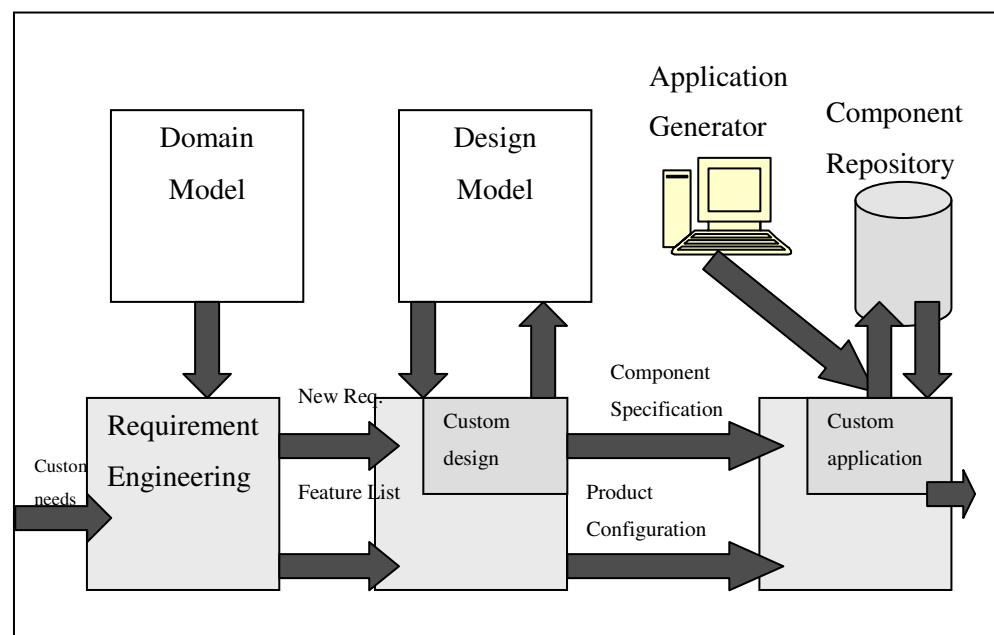 Application
Generator
Component
Repository
Domain
Model
Design
Model
New Req.
Component
Specification
Requirement
Engineering
Custom
design
Custom
application
Custom
needs
Feature List
Product
Configuration